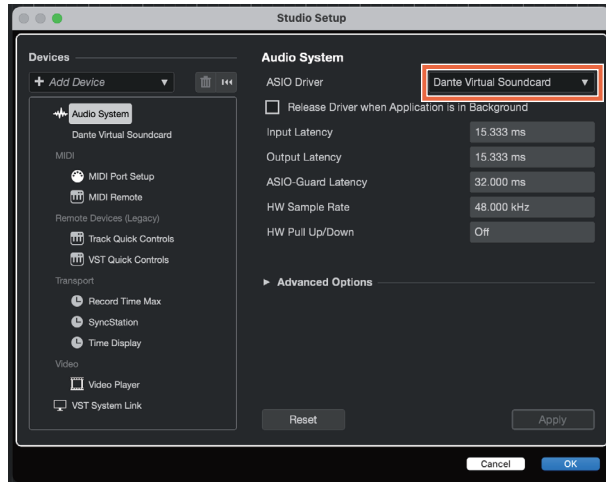 Studio Setup
Devices
+ Add Device
Audio System
Dante Virtual Soundcard
MIDI
MIDI Port Setup
MIDI Remote
Remote Devices (Legacy)
Track Quick Controls
VST Quick Controls
Transport
Record Time Max
SyncStation
Time Display
Video
Video Player
VST System Link
Audio System
ASIO Driver Dante Virtual Soundcard
Release Driver when Application is in Background
Input Latency 15.333 ms
Output Latency 15.333 ms
ASIO-Guard Latency 32.000 ms
HW Sample Rate 48.000 kHz
HW Pull Up/Down Off
Advanced Options
Reset Apply
Cancel OK